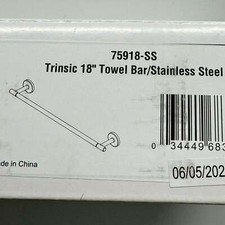 75918-SS
Trinsic 18" Towel Bar/Stainless Steel
de in China
0 34449 683
06/05/202